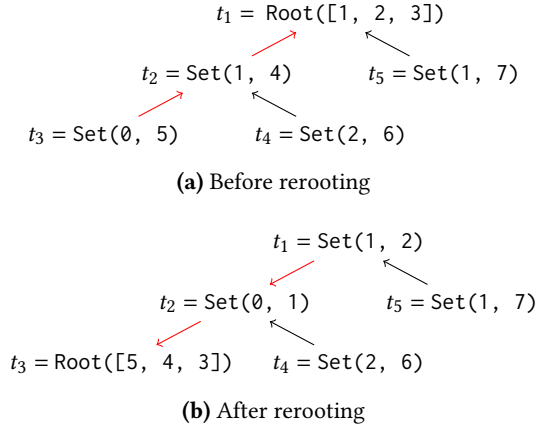 t₁ = Root([1, 2, 3])
t₂ = Set(1, 4) t₅ = Set(1, 7)
t₃ = Set(0, 5) t₄ = Set(2, 6)
(a) Before rerooting
t₁ = Set(1, 2)
t₂ = Set(0, 1) t₅ = Set(1, 7)
t₃ = Root([5, 4, 3]) t₄ = Set(2, 6)
(b) After rerooting